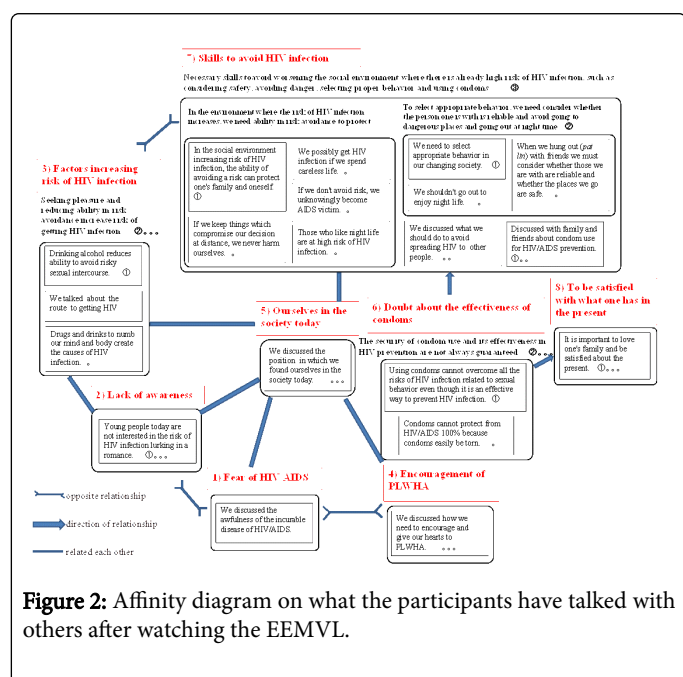 7) Skills to avoid HIV infection
Necessary skills to avoid worsening the social environment where there is already high risk of HIV infection, such as
considering safety, avoiding danger, selecting proper behavior, and using condoms ③
In the environment where the risk of HIV infection
increases, we need ability in risk avoidance to protect
In the social environment
increasing risk of HIV
infection, the ability of
avoiding a risk can protect
one's family and oneself.
①
We possibly get HIV
infection if we spend
careless life. 。
If we don't avoid risk, we
unknowingly become
AIDS victim. 。
If we keep things which
compromise our decision
at distance, we never harm
ourselves. 。
Those who like night life
are at high risk of HIV
infection. 。
To select appropriate behavior, we need consider whether
the person one is with is reliable and avoid going to
dangerous places and going out at night time ②
We need to select
appropriate behavior in
our changing society.
①
We shouldn't go out to
enjoy night life. 。
When we hung out (pai
len) with friends we must
consider whether those we
are with are reliable and
whether the places we go
are safe. 。
We discussed what we
should do to avoid
spreading HIV to other
people. 。。
Discussed with family and
friends about condom use
for HIV/AIDS prevention.
①。。
3) Factors increasing
risk of HIV infection
Seeking pleasure and
reducing ability in risk
avoidance increase risk of
getting HIV infection ②。。。
Drinking alcohol reduces
ability to avoid risky
sexual intercourse. ①
We talked about the
route to getting HIV
Drugs and drinks to numb
our mind and body create
the causes of HIV
infection. 。
5) Ourselves in the
society today
We discussed the
position in which we
found ourselves in the
society today. 。。。
6) Doubt about the effectiveness of
condoms
The security of condom use and its effectiveness in
HIV prevention are not always guaranteed ②。。。
Using condoms cannot overcome all
the risks of HIV infection related to sexual
behavior even though it is an effective
way to prevent HIV infection. ①
Condoms cannot protect from
HIV/AIDS 100% because
condoms easily be torn. 。
8) To be satisfied
with what one has in
the present
It is important to love
one's family and be
satisfied about the
present. ①。。。
2) Lack of awareness
Young people today are
not interested in the risk of
HIV infection lurking in a
romance. ①。。。
1) Fear of HIV AIDS
We discussed the
awfulness of the incurable
disease of HIV/AIDS.
4) Encouragement of
PLWHA
We discussed how we
need to encourage and
give our hearts to
PLWHA. 。。。
opposite relationship
direction of relationship
related each other
Figure 2: Affinity diagram on what the participants have talked with
others after watching the EEMVL.